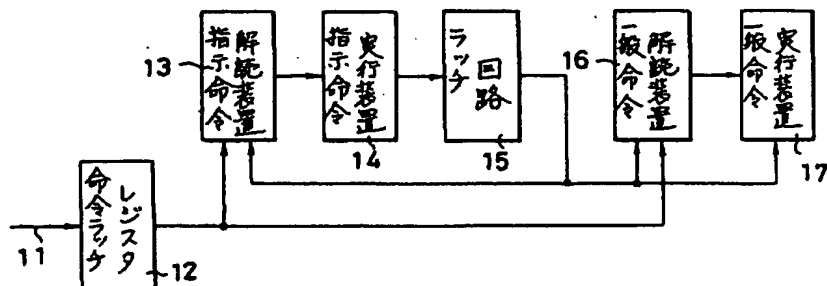 13
指示命令
解読装置
指示命令
実行装置
14
ラッチ
回路
15
16
一般命令
解読装置
一般命令
実行装置
17
11
命令ラッチ
レジスタ
12